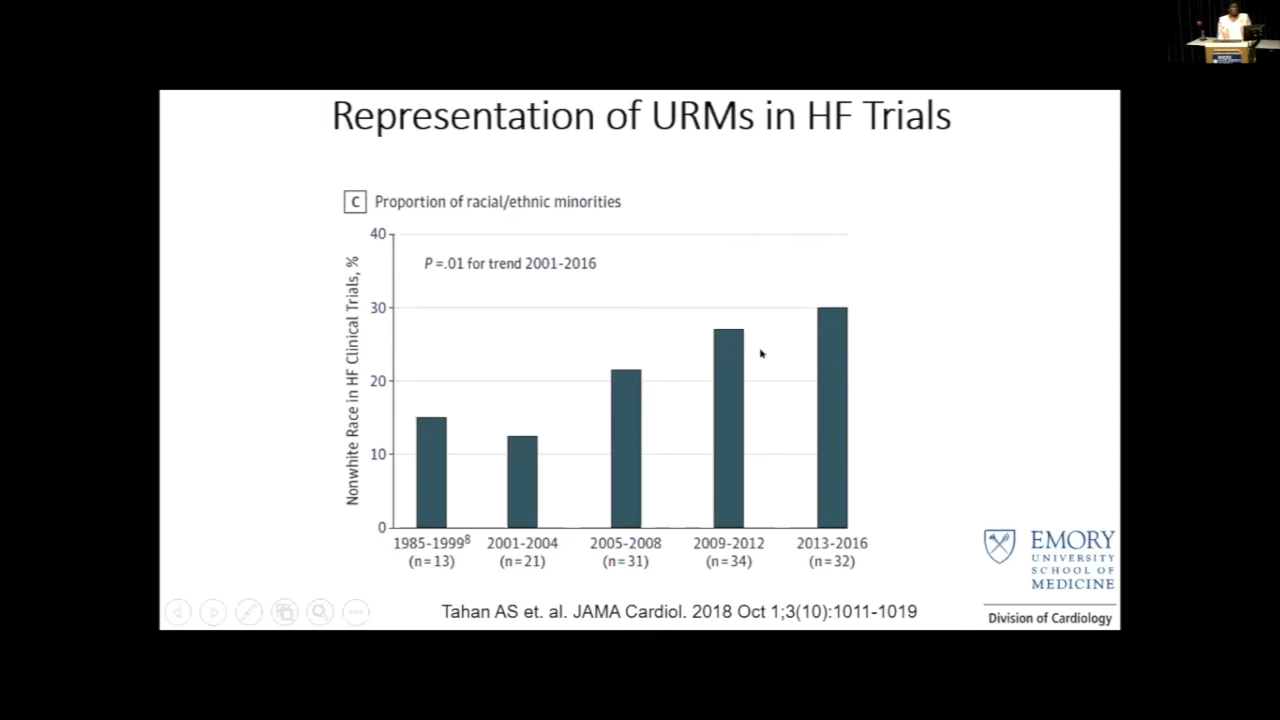 Representation of URMs in HF Trials
C Proportion of racial/ethnic minorities
Nonwhite Race in HF Clinical Trials, %
40
30
20
10
0
P =.01 for trend 2001-2016
1985-1999⁸ 2001-2004 2005-2008 2009-2012 2013-2016
(n=13) (n=21) (n=31) (n=34) (n=32)
Tahan AS et. al. JAMA Cardiol. 2018 Oct 1;3(10):1011-1019
EMORY
UNIVERSITY
SCHOOL OF
MEDICINE
Division of Cardiology
EMORY